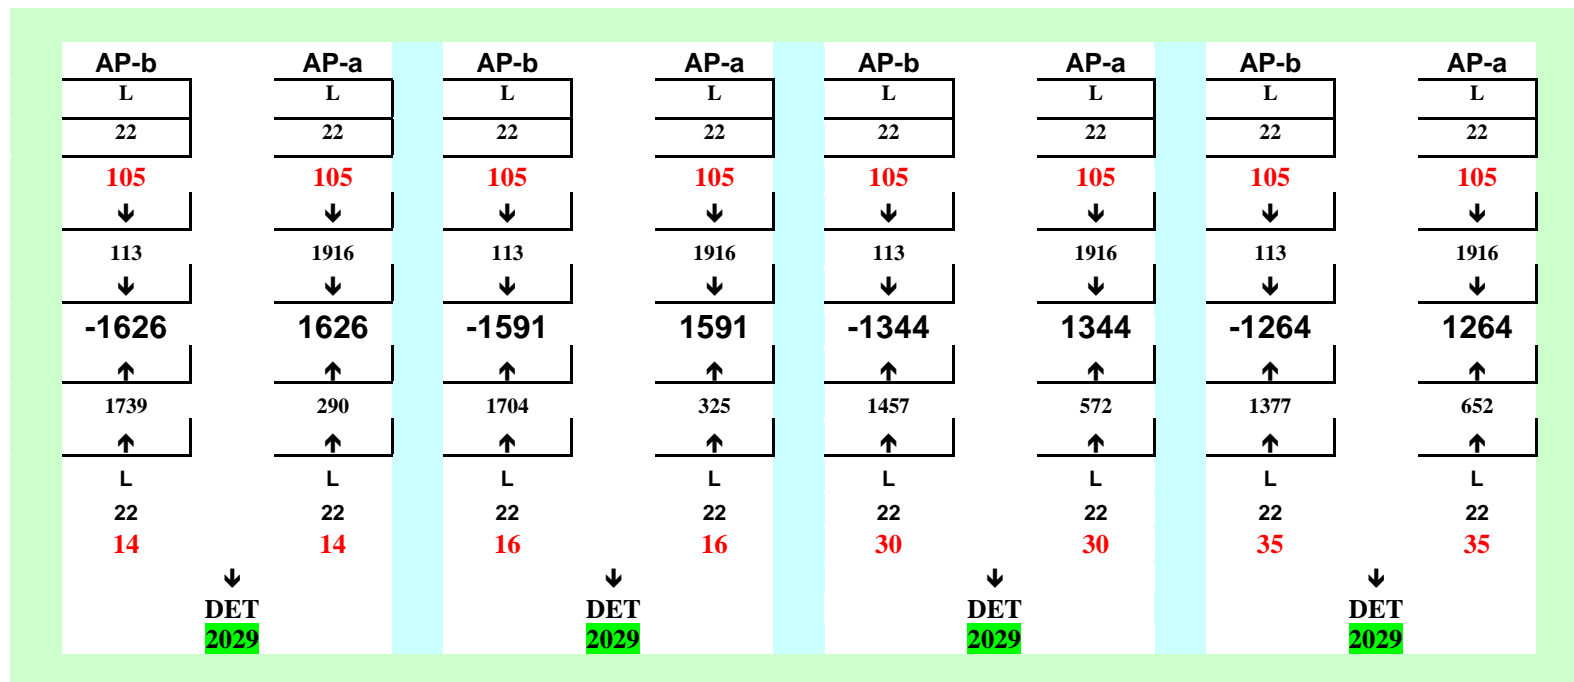 AP-b AP-a AP-b AP-a AP-b AP-a AP-b AP-a
L L L L L L L L
22 22 22 22 22 22 22 22
105 105 105 105 105 105 105 105
↓ ↓ ↓ ↓ ↓ ↓ ↓ ↓
113 1916 113 1916 113 1916 113 1916
↓ ↓ ↓ ↓ ↓ ↓ ↓ ↓
-1626 1626 -1591 1591 -1344 1344 -1264 1264
↑ ↑ ↑ ↑ ↑ ↑ ↑ ↑
1739 290 1704 325 1457 572 1377 652
↑ ↑ ↑ ↑ ↑ ↑ ↑ ↑
L L L L L L L L
22 22 22 22 22 22 22 22
14 14 16 16 30 30 35 35
↓ ↓ ↓ ↓
DET DET DET DET
2029 2029 2029 2029